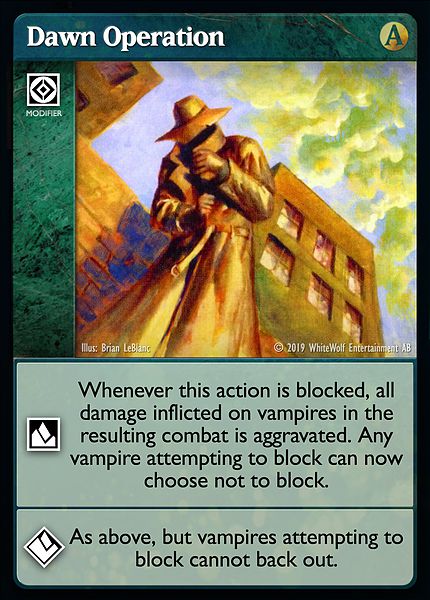 Dawn Operation
A
MODIFIER
Illus: Brian LeBlanc
© 2019 WhiteWolf Entertainment AB
Whenever this action is blocked, all
damage inflicted on vampires in the
resulting combat is aggravated. Any
vampire attempting to block can now
choose not to block.
As above, but vampires attempting to
block cannot back out.